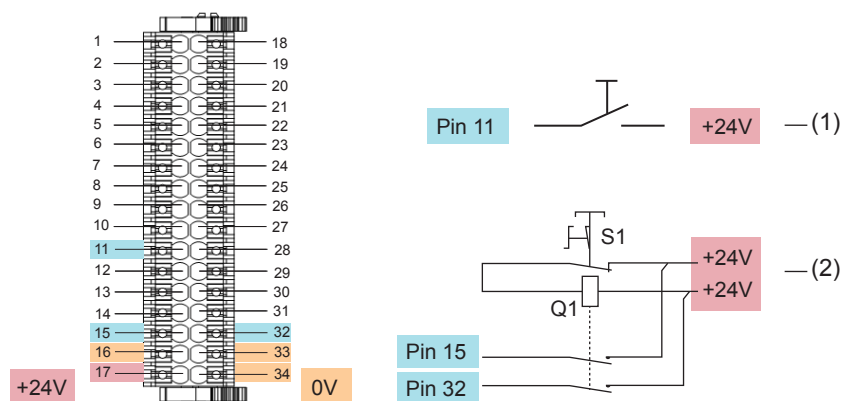 1 18
2 19
3 20
4 21
5 22
6 23
7 24
8 25
9 26
10 27
11 28
12 29
13 30
14 31
15 32
16 33
17 34
+24V 0V
Pin 11 +24V (1)
S1
+24V
+24V (2)
Q1
Pin 15
Pin 32